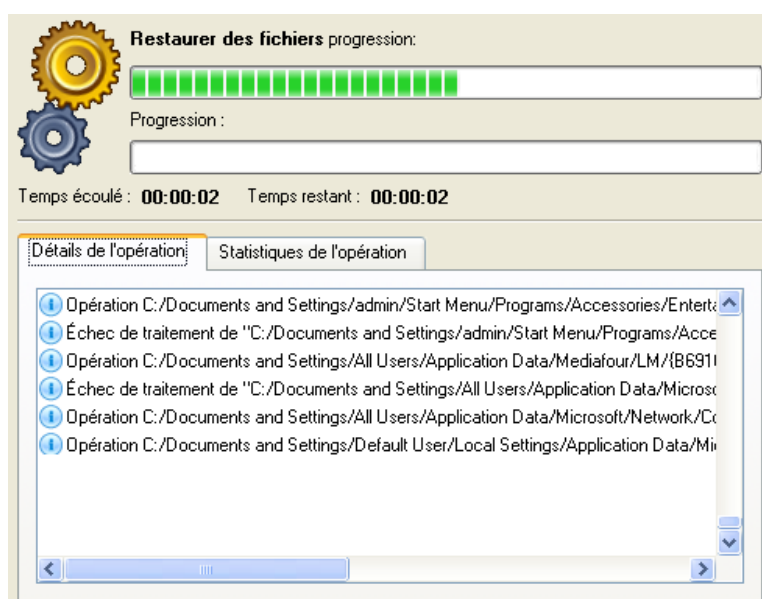 Restaurer des fichiers progression:
Progression :
Temps écoulé : 00:00:02 Temps restant : 00:00:02
Détails de l'opération Statistiques de l'opération
Opération C:/Documents and Settings/admin/Start Menu/Programs/Accessories/Enterta
Échec de traitement de "C:/Documents and Settings/admin/Start Menu/Programs/Acce
Opération C:/Documents and Settings/All Users/Application Data/Mediafour/LM/{B691
Échec de traitement de "C:/Documents and Settings/All Users/Application Data/Microso
Opération C:/Documents and Settings/All Users/Application Data/Microsoft/Network/Co
Opération C:/Documents and Settings/Default User/Local Settings/Application Data/Mi